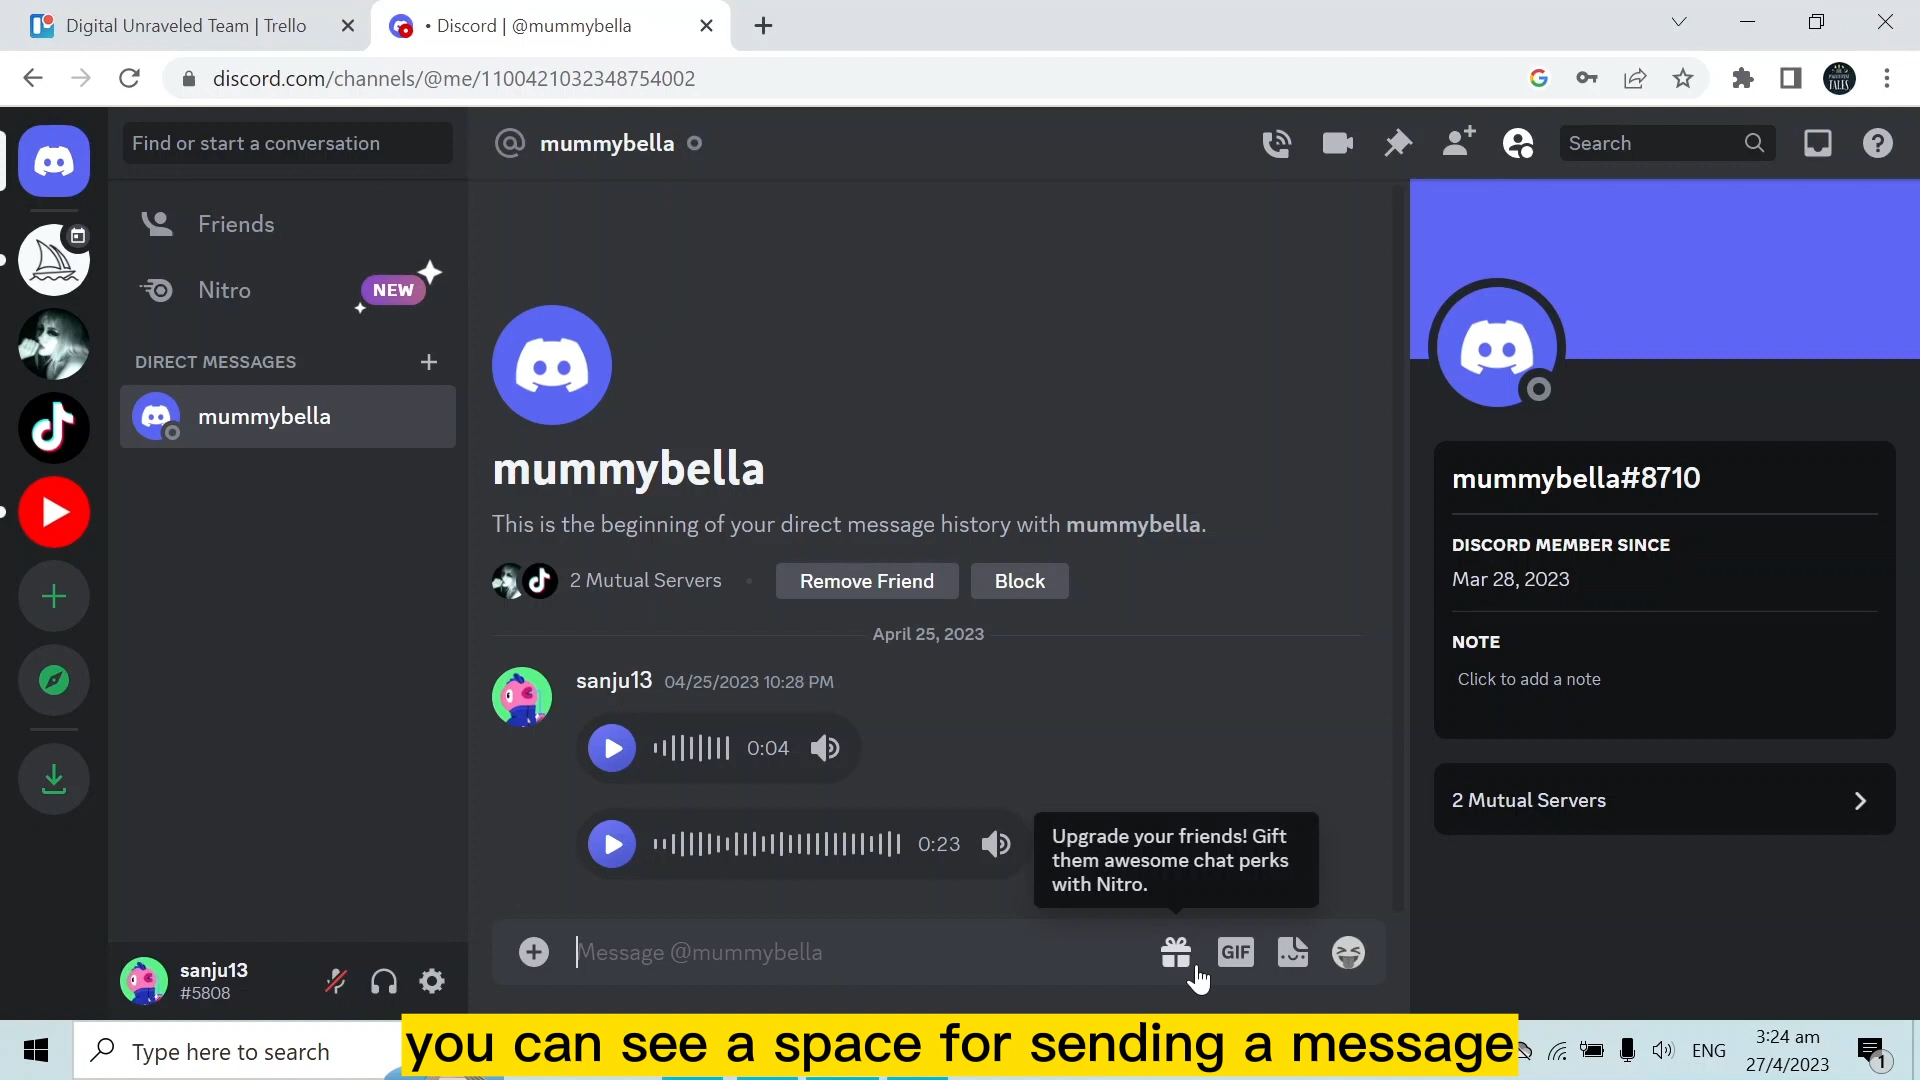 Digital Unraveled Team | Trello
• Discord | @mummybella
discord.com/channels/@me/1100421032348754002
Find or start a conversation
mummybella
Search
Friends
Nitro
NEW
DIRECT MESSAGES
mummybella
mummybella
This is the beginning of your direct message history with mummybella.
2 Mutual Servers
Remove Friend
Block
April 25, 2023
sanju13 04/25/2023 10:28 PM
0:04
0:23
Upgrade your friends! Gift
them awesome chat perks
with Nitro.
Message @mummybella
GIF
mummybella#8710
DISCORD MEMBER SINCE
Mar 28, 2023
NOTE
Click to add a note
2 Mutual Servers
sanju13
#5808
you can see a space for sending a message
Type here to search
ENG
3:24 am
27/4/2023
1